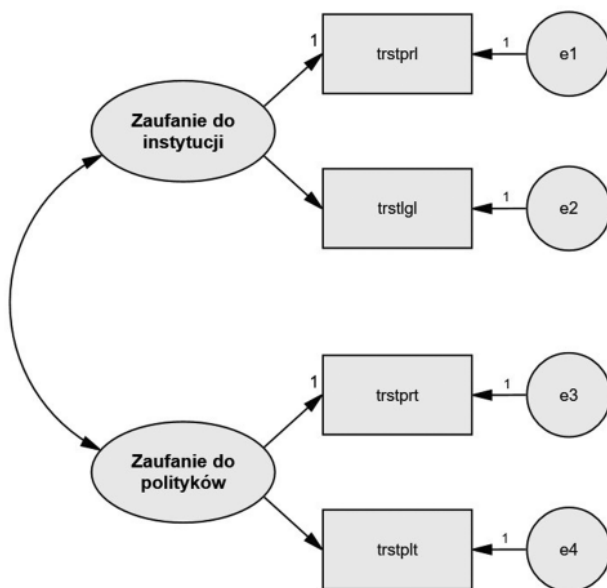 1
trstprl
1
e1
Zaufanie do
instytucji
trstlgl
1
e2
1
trstprt
1
e3
Zaufanie do
polityków
trstplt
1
e4